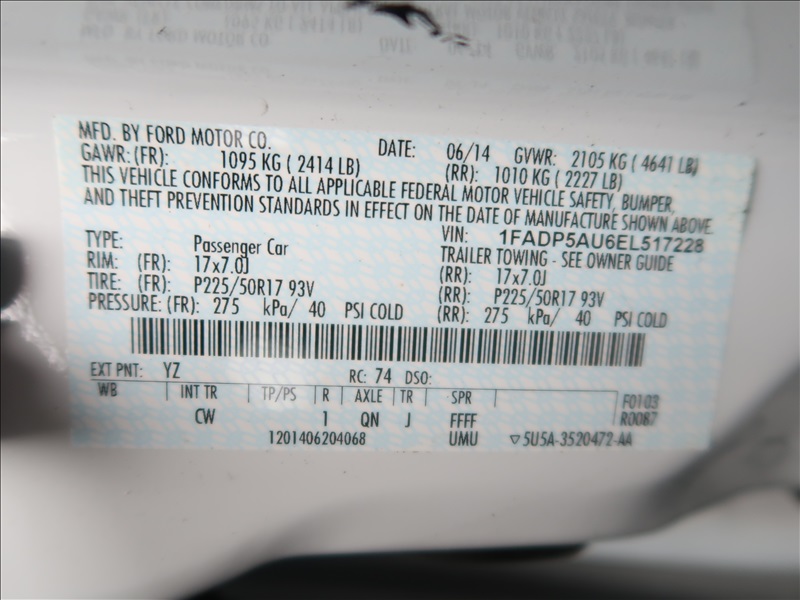 MFD. BY FORD MOTOR CO. DATE: 06/14 GVWR: 2105 KG ( 4641 LB)
GAWR: (FR): 1095 KG ( 2414 LB) (RR): 1010 KG ( 2227 LB)
THIS VEHICLE CONFORMS TO ALL APPLICABLE FEDERAL MOTOR VEHICLE SAFETY, BUMPER,
AND THEFT PREVENTION STANDARDS IN EFFECT ON THE DATE OF MANUFACTURE SHOWN ABOVE.
VIN: 1FADP5AU6EL517228
TYPE: Passenger Car TRAILER TOWING - SEE OWNER GUIDE
RIM: (FR): 17x7.0J (RR): 17x7.0J
TIRE: (FR): P225/50R17 93V (RR): P225/50R17 93V
PRESSURE: (FR): 275 kPa/ 40 PSI COLD (RR): 275 kPa/ 40 PSI COLD
EXT PNT: YZ RC: 74 DSO:
WB INT TR TP/PS R AXLE TR SPR F0103
CW 1 QN J FFFF R0087
1201406204068 UMU ▽5U5A-3520472-AA